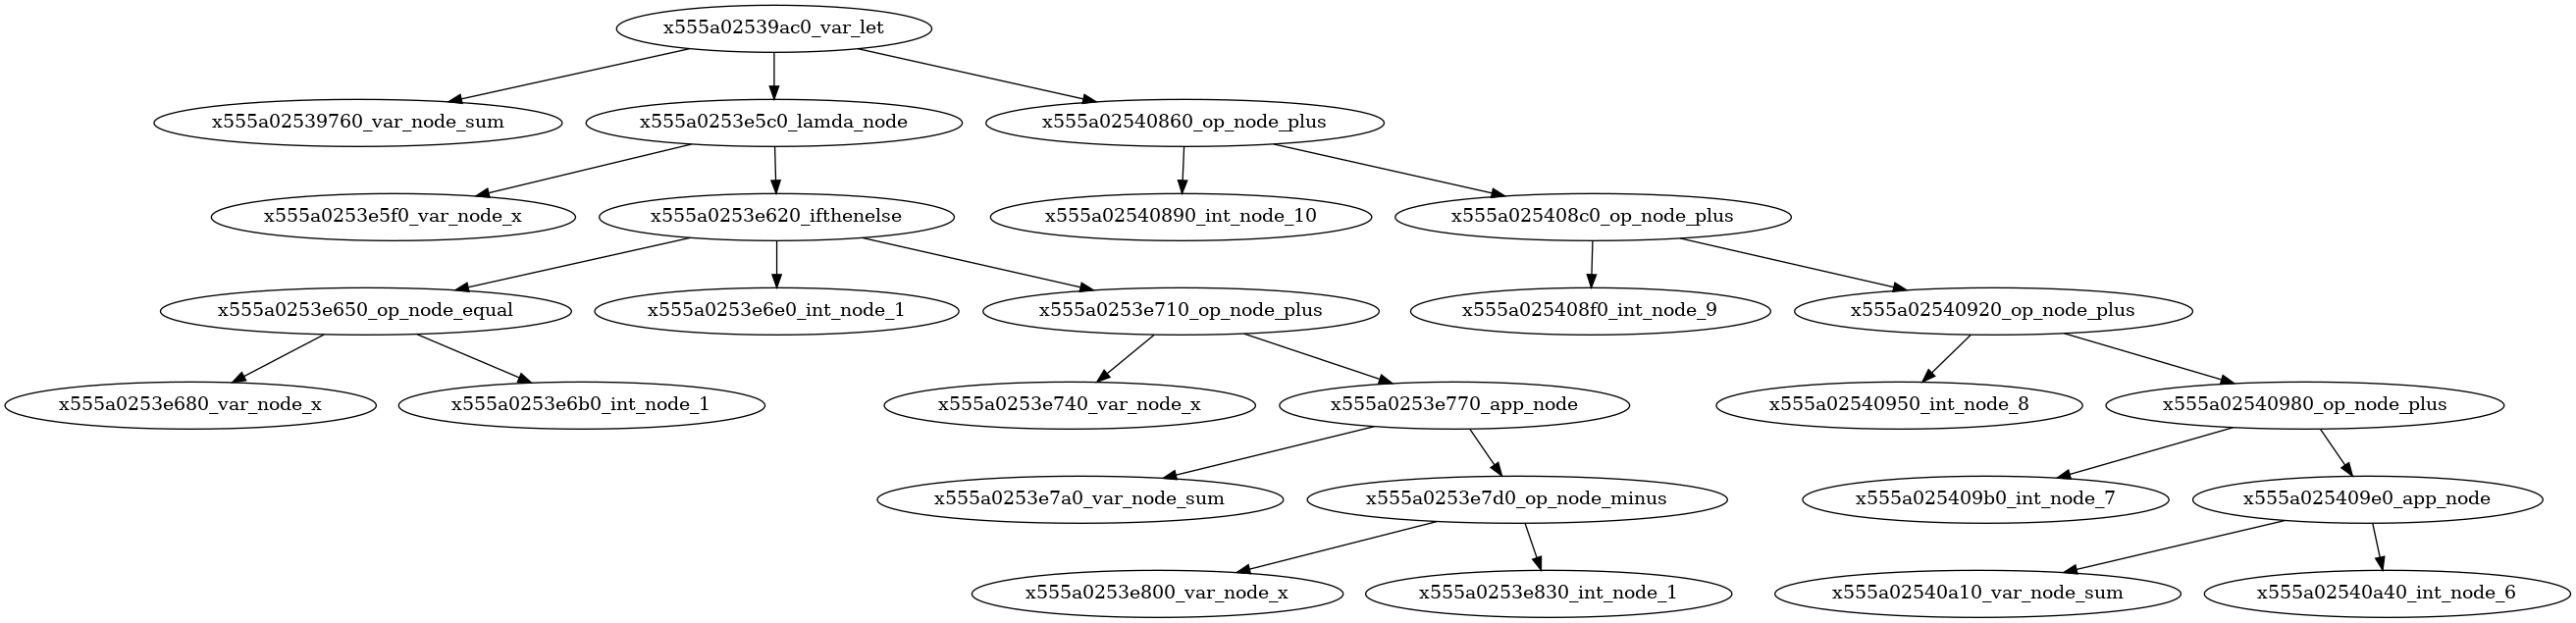 x555a02539ac0_var_let
x555a02539760_var_node_sum
x555a0253e5c0_lamda_node
x555a02540860_op_node_plus
x555a0253e5f0_var_node_x
x555a0253e620_ifthenelse
x555a02540890_int_node_10
x555a025408c0_op_node_plus
x555a0253e650_op_node_equal
x555a0253e6e0_int_node_1
x555a0253e710_op_node_plus
x555a025408f0_int_node_9
x555a02540920_op_node_plus
x555a0253e680_var_node_x
x555a0253e6b0_int_node_1
x555a0253e740_var_node_x
x555a0253e770_app_node
x555a02540950_int_node_8
x555a02540980_op_node_plus
x555a0253e7a0_var_node_sum
x555a0253e7d0_op_node_minus
x555a025409b0_int_node_7
x555a025409e0_app_node
x555a0253e800_var_node_x
x555a0253e830_int_node_1
x555a02540a10_var_node_sum
x555a02540a40_int_node_6